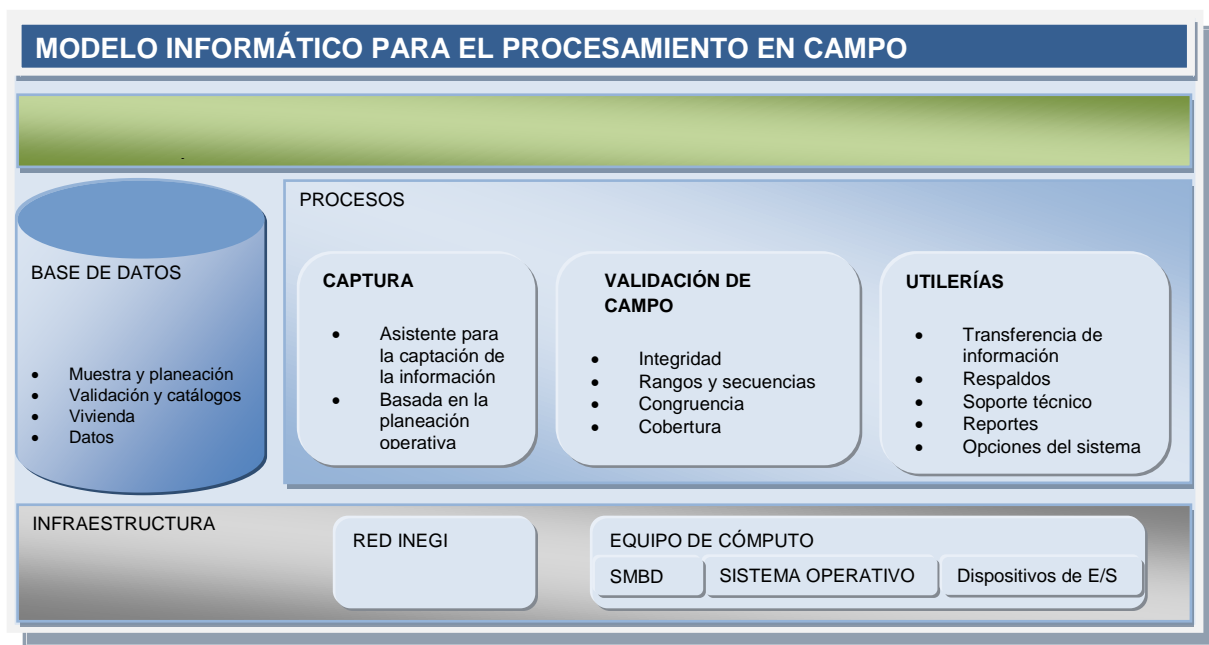 MODELO INFORMÁTICO PARA EL PROCESAMIENTO EN CAMPO
BASE DE DATOS
• Muestra y planeación
• Validación y catálogos
• Vivienda
• Datos
PROCESOS
CAPTURA
• Asistente para
la captación de
la información
• Basada en la
planeación
operativa
VALIDACIÓN DE
CAMPO
• Integridad
• Rangos y secuencias
• Congruencia
• Cobertura
UTILERÍAS
• Transferencia de
información
• Respaldos
• Soporte técnico
• Reportes
• Opciones del sistema
INFRAESTRUCTURA
RED INEGI
EQUIPO DE CÓMPUTO
SMBD
SISTEMA OPERATIVO
Dispositivos de E/S